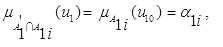 μ_{A'_1∩A_{1i}}(u_1) = μ_{A_{1i}}(u_{10}) = α_{1i},